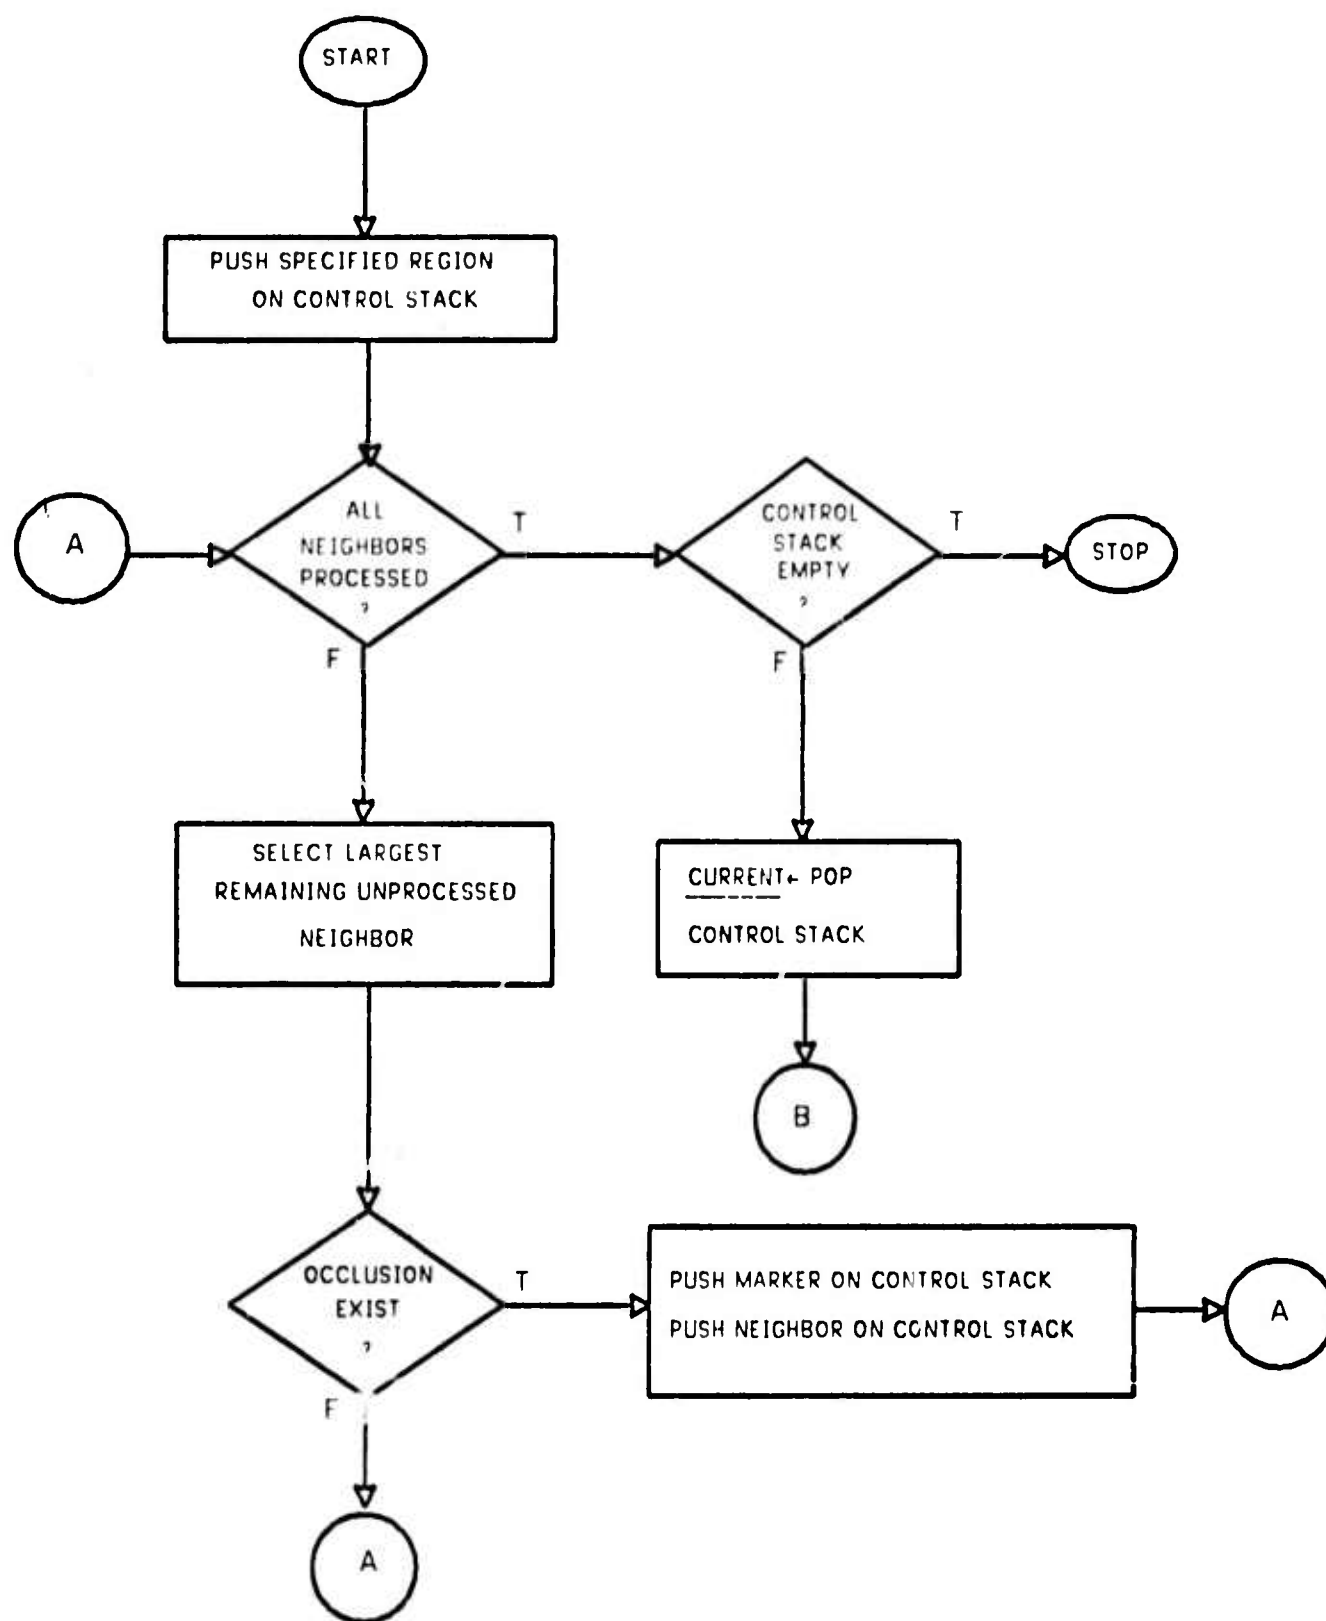 START
PUSH SPECIFIED REGION
ON CONTROL STACK
A
ALL
NEIGHBORS
PROCESSED
?
T
F
CONTROL
STACK
EMPTY
?
T
F
STOP
SELECT LARGEST
REMAINING UNPROCESSED
NEIGHBOR
CURRENT← POP
CONTROL STACK
B
OCCLUSION
EXIST
?
T
F
PUSH MARKER ON CONTROL STACK
PUSH NEIGHBOR ON CONTROL STACK
A
A